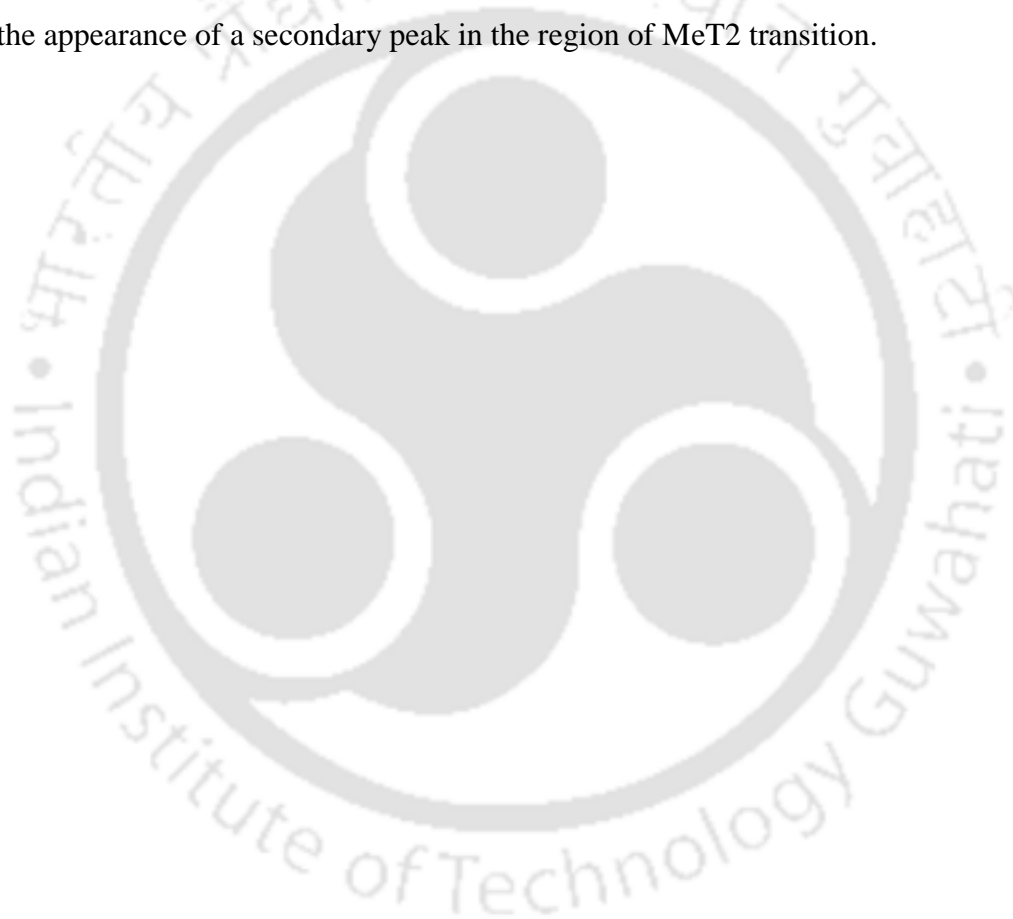 the appearance of a secondary peak in the region of MeT2 transition.
Indian Institute of Technology Guwahati